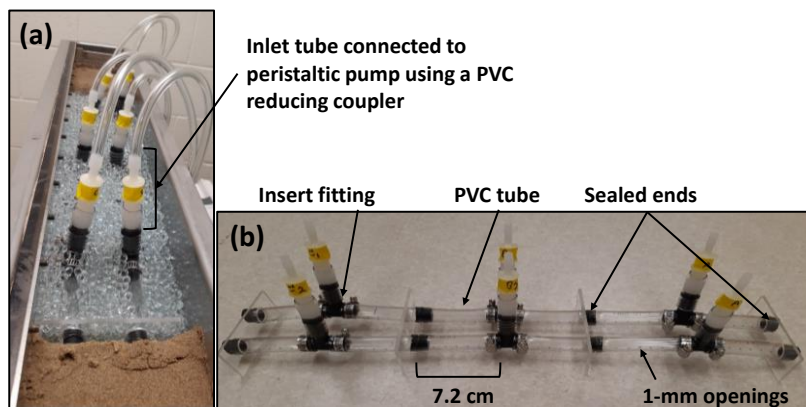 (a)
Inlet tube connected to
peristaltic pump using a PVC
reducing coupler
Insert fitting
PVC tube
Sealed ends
(b)
7.2 cm
1-mm openings